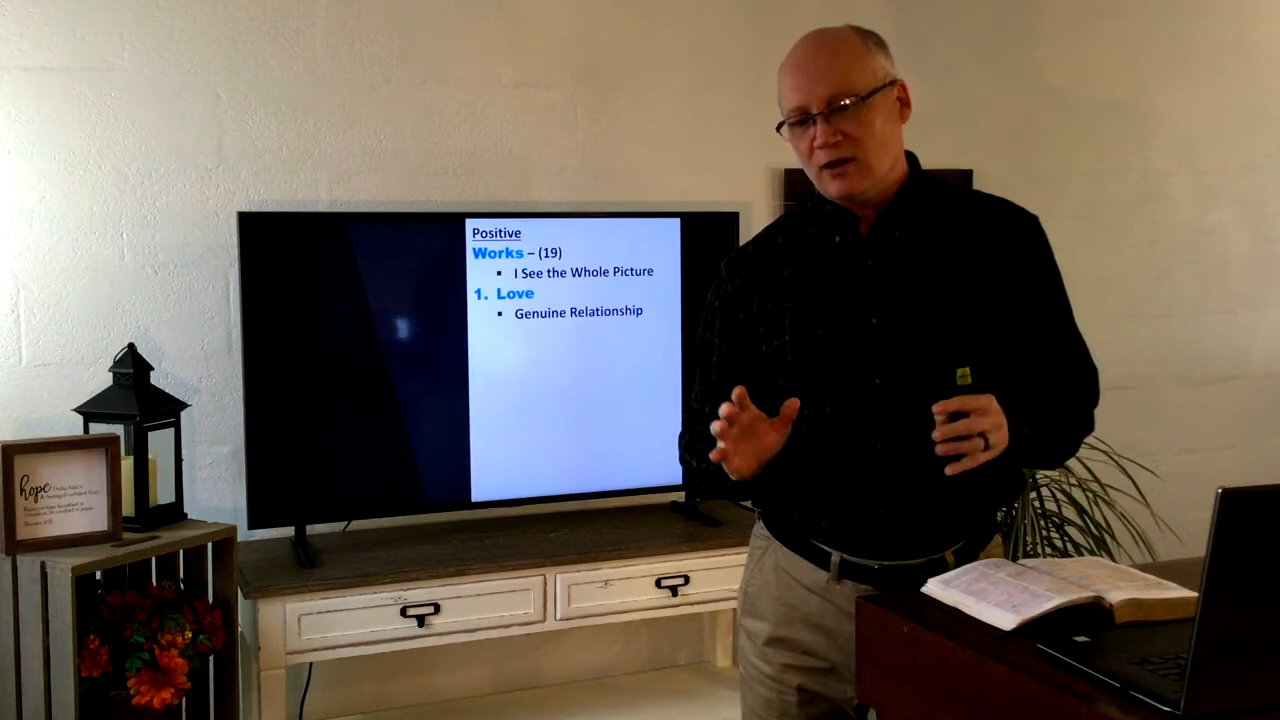 Positive
Works – (19)
▪ I See the Whole Picture
1. Love
▪ Genuine Relationship
hope